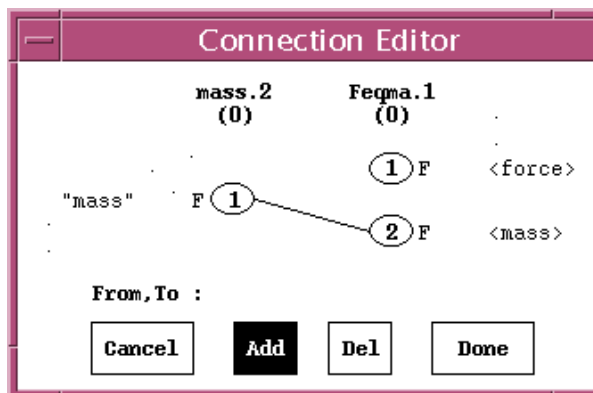 Connection Editor
mass.2 Feqma.1
(0) (0)
1 F <force>
"mass" F 1
2 F <mass>
From,To :
Cancel Add Del Done